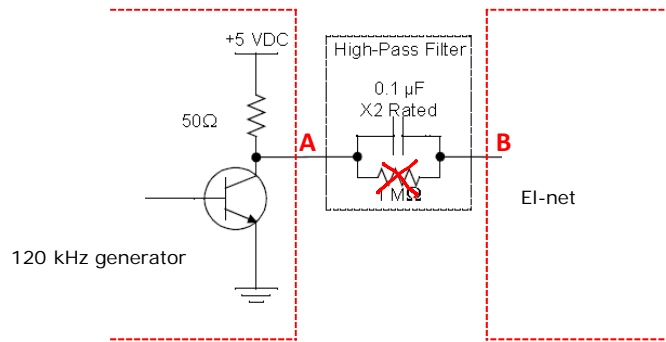 +5 VDC
High-Pass Filter
0.1 µF
X2 Rated
50Ω
A
B
1 MΩ
EI-net
120 kHz generator